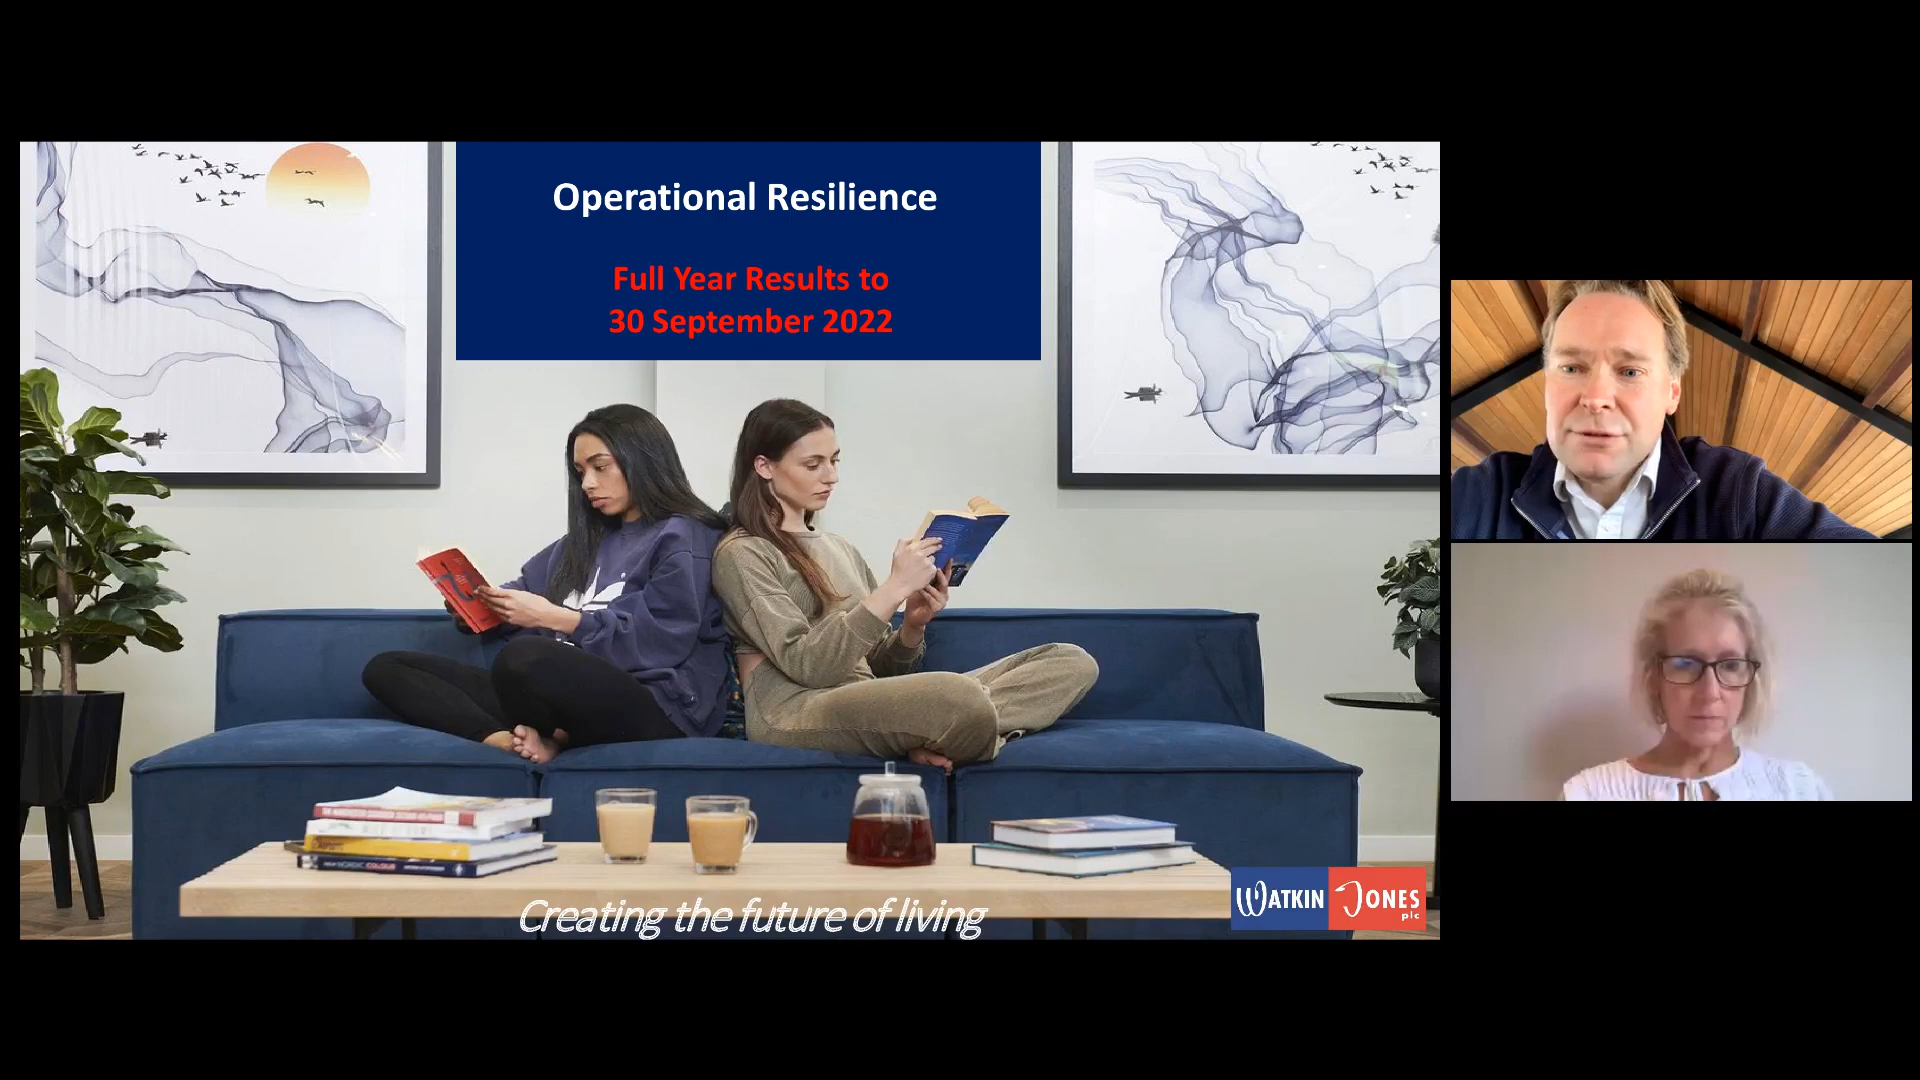 Operational Resilience
Full Year Results to
30 September 2022
Creating the future of living
WATKIN JONES
plc